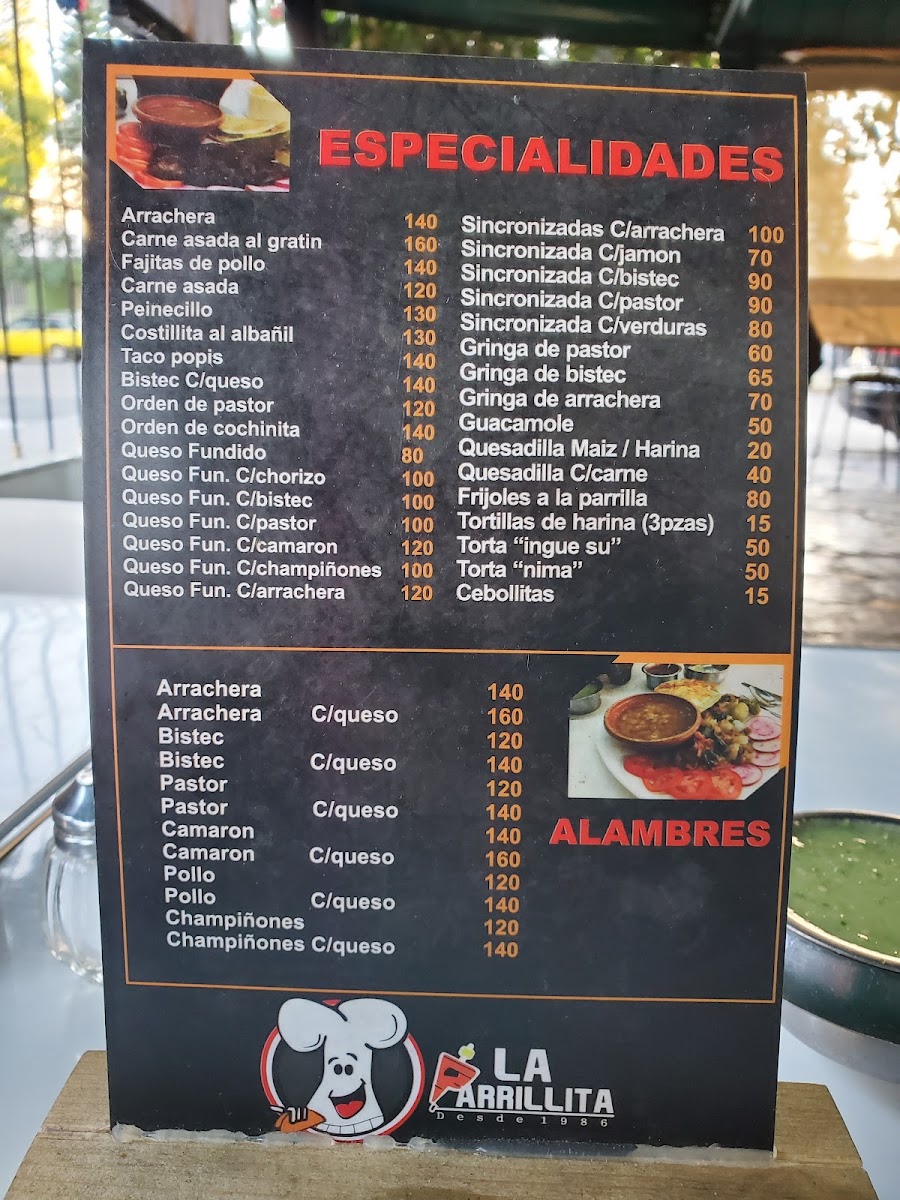 ESPECIALIDADES
Arrachera 140
Carne asada al gratin 160
Fajitas de pollo 140
Carne asada 120
Peinecillo 130
Costillita al albañil 130
Taco popis 140
Bistec C/queso 140
Orden de pastor 120
Orden de cochinita 140
Queso Fundido 80
Queso Fun. C/chorizo 100
Queso Fun. C/bistec 100
Queso Fun. C/pastor 100
Queso Fun. C/camaron 120
Queso Fun. C/champiñones 100
Queso Fun. C/arrachera 120
Sincronizadas C/arrachera 100
Sincronizada C/jamon 70
Sincronizada C/bistec 90
Sincronizada C/pastor 90
Sincronizada C/verduras 80
Gringa de pastor 60
Gringa de bistec 65
Gringa de arrachera 70
Guacamole 50
Quesadilla Maiz / Harina 20
Quesadilla C/carne 40
Frijoles a la parrilla 80
Tortillas de harina (3pzas) 15
Torta “ingue su” 50
Torta “nima” 50
Cebollitas 15
ALAMBRES
Arrachera 140
Arrachera C/queso 160
Bistec 120
Bistec C/queso 140
Pastor 120
Pastor C/queso 140
Camaron 140
Camaron C/queso 160
Pollo 120
Pollo C/queso 140
Champiñones 120
Champiñones C/queso 140
LA
PARRILLITA
Desde 1986